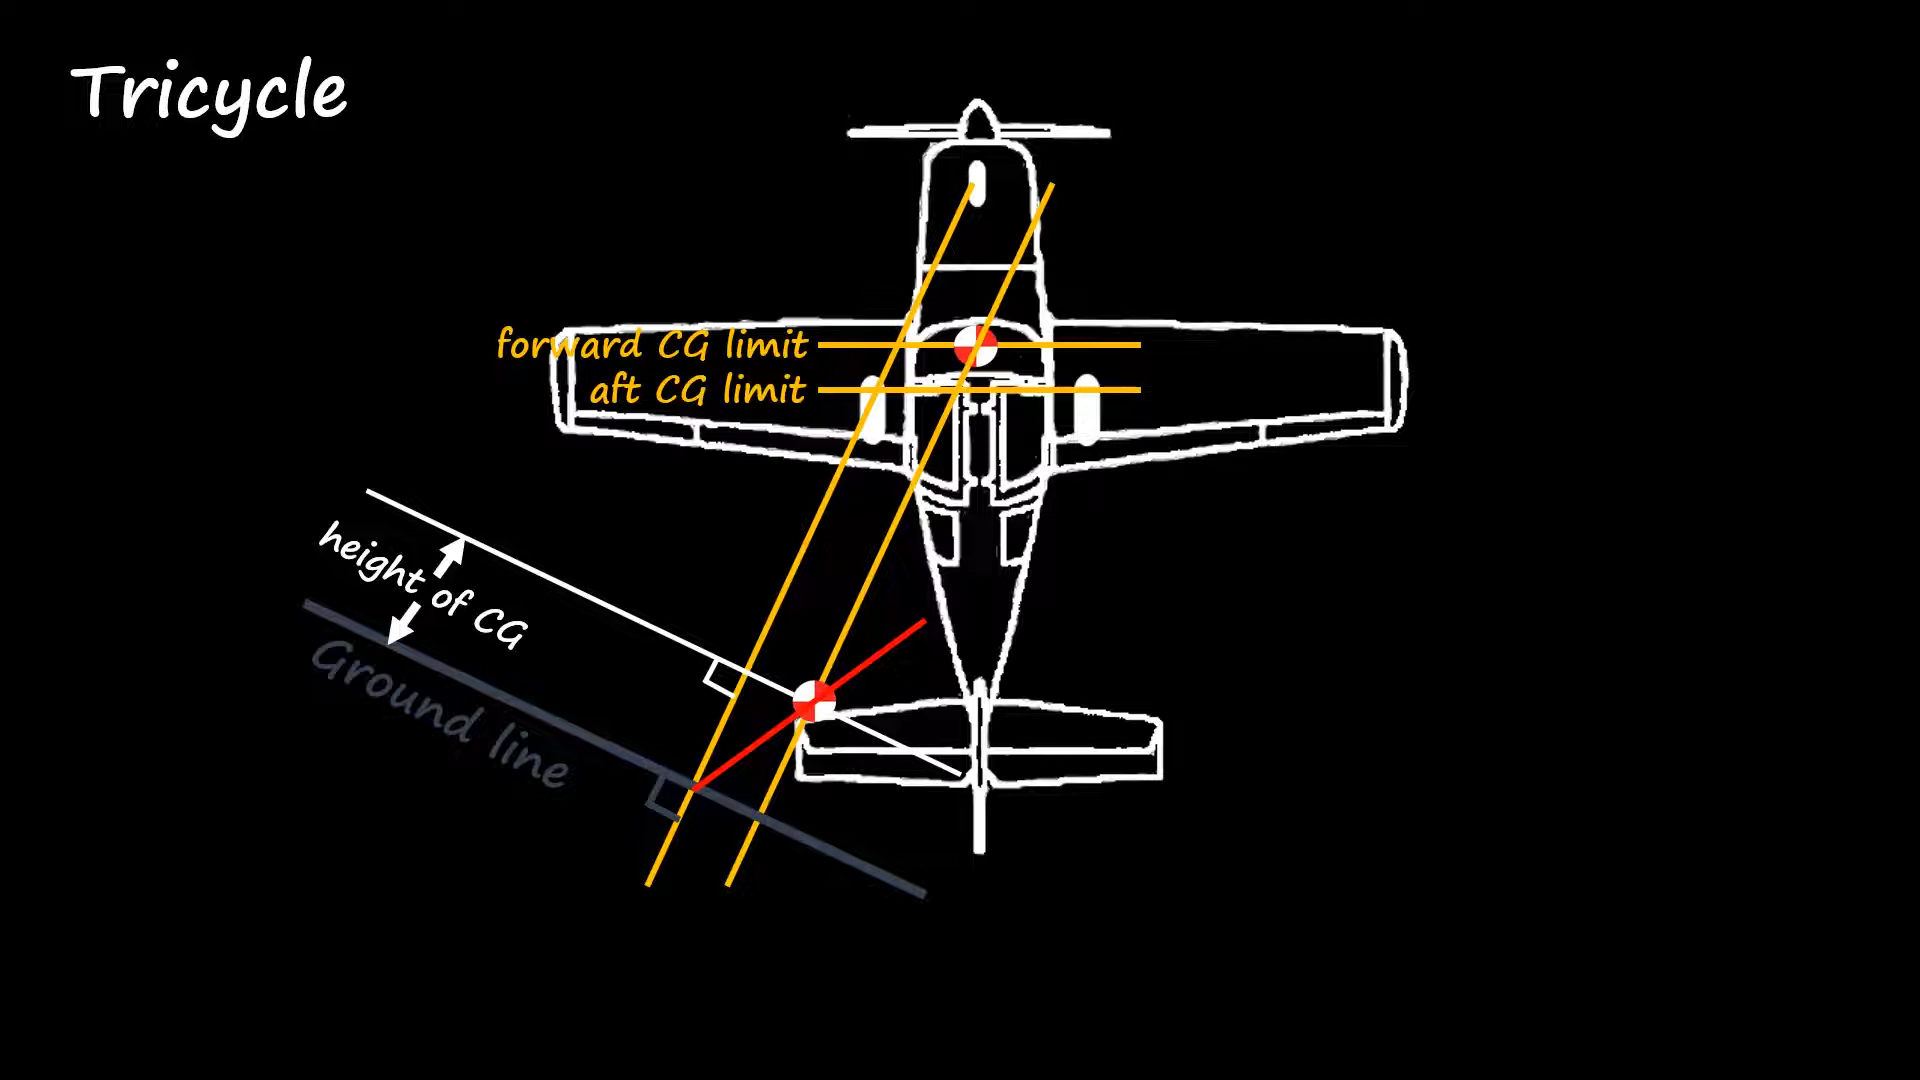 Tricycle
forward CG limit
aft CG limit
height of CG
Ground line